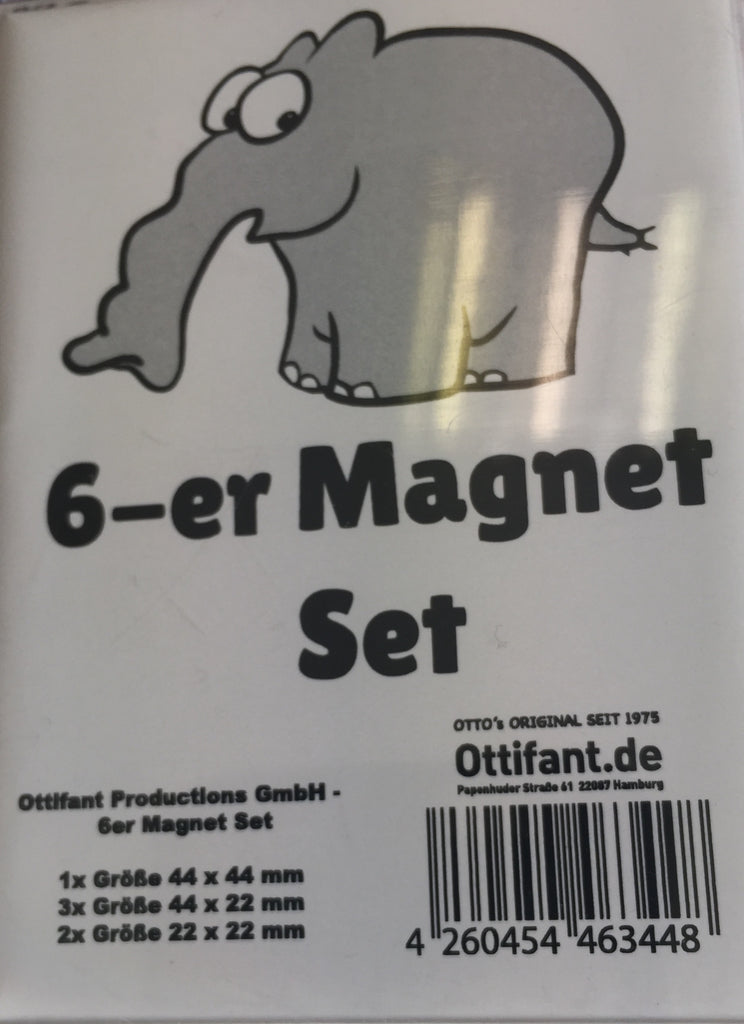 6-er Magnet
Set
OTTO's ORIGINAL SEIT 1975
Ottifant.de
Papenhuder Straße 61 22087 Hamburg
Ottifant Productions GmbH -
6er Magnet Set
1x Größe 44 x 44 mm
3x Größe 44 x 22 mm
2x Größe 22 x 22 mm
4 260454 463448